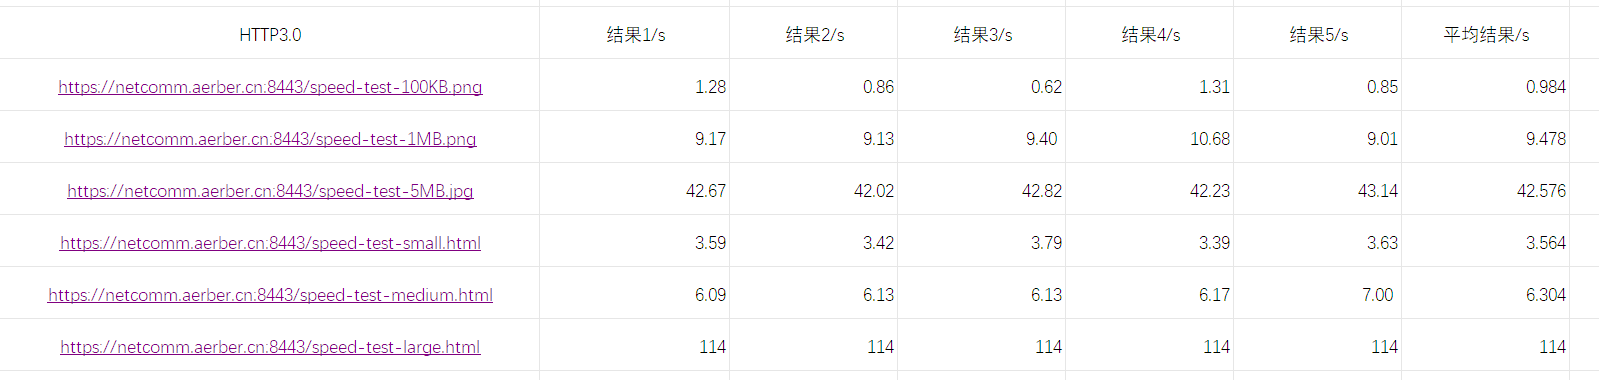 HTTP3.0 结果1/s 结果2/s 结果3/s 结果4/s 结果5/s 平均结果/s
https://netcomm.aerber.cn:8443/speed-test-100KB.png 1.28 0.86 0.62 1.31 0.85 0.984
https://netcomm.aerber.cn:8443/speed-test-1MB.png 9.17 9.13 9.40 10.68 9.01 9.478
https://netcomm.aerber.cn:8443/speed-test-5MB.jpg 42.67 42.02 42.82 42.23 43.14 42.576
https://netcomm.aerber.cn:8443/speed-test-small.html 3.59 3.42 3.79 3.39 3.63 3.564
https://netcomm.aerber.cn:8443/speed-test-medium.html 6.09 6.13 6.13 6.17 7.00 6.304
https://netcomm.aerber.cn:8443/speed-test-large.html 114 114 114 114 114 114